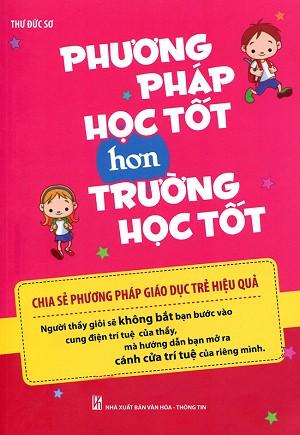 THƯ ĐỨC SƠ
PHƯƠNG
PHÁP
HỌC TỐT
hơn
TRƯỜNG
HỌC TỐT
CHIA SẺ PHƯƠNG PHÁP GIÁO DỤC TRẺ HIỆU QUẢ
Người thầy giỏi sẽ không bắt bạn bước vào
cung điện trí tuệ của thầy,
mà hướng dẫn bạn mở ra
cánh cửa trí tuệ của riêng mình.
NHÀ XUẤT BẢN VĂN HÓA - THÔNG TIN